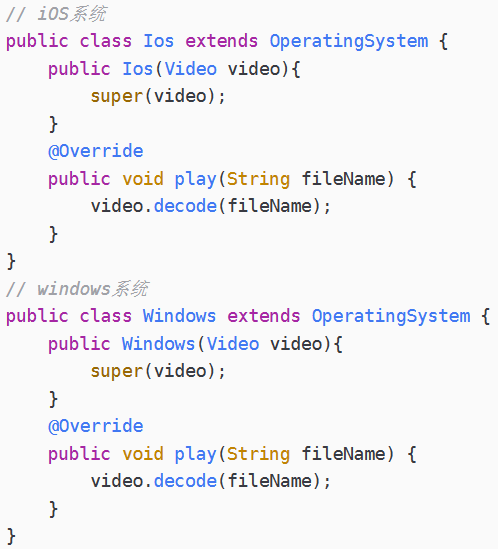 // iOS系统
public class Ios extends OperatingSystem {
    public Ios(Video video){
        super(video);
    }
    @Override
    public void play(String fileName) {
        video.decode(fileName);
    }
}
// windows系统
public class Windows extends OperatingSystem {
    public Windows(Video video){
        super(video);
    }
    @Override
    public void play(String fileName) {
        video.decode(fileName);
    }
}